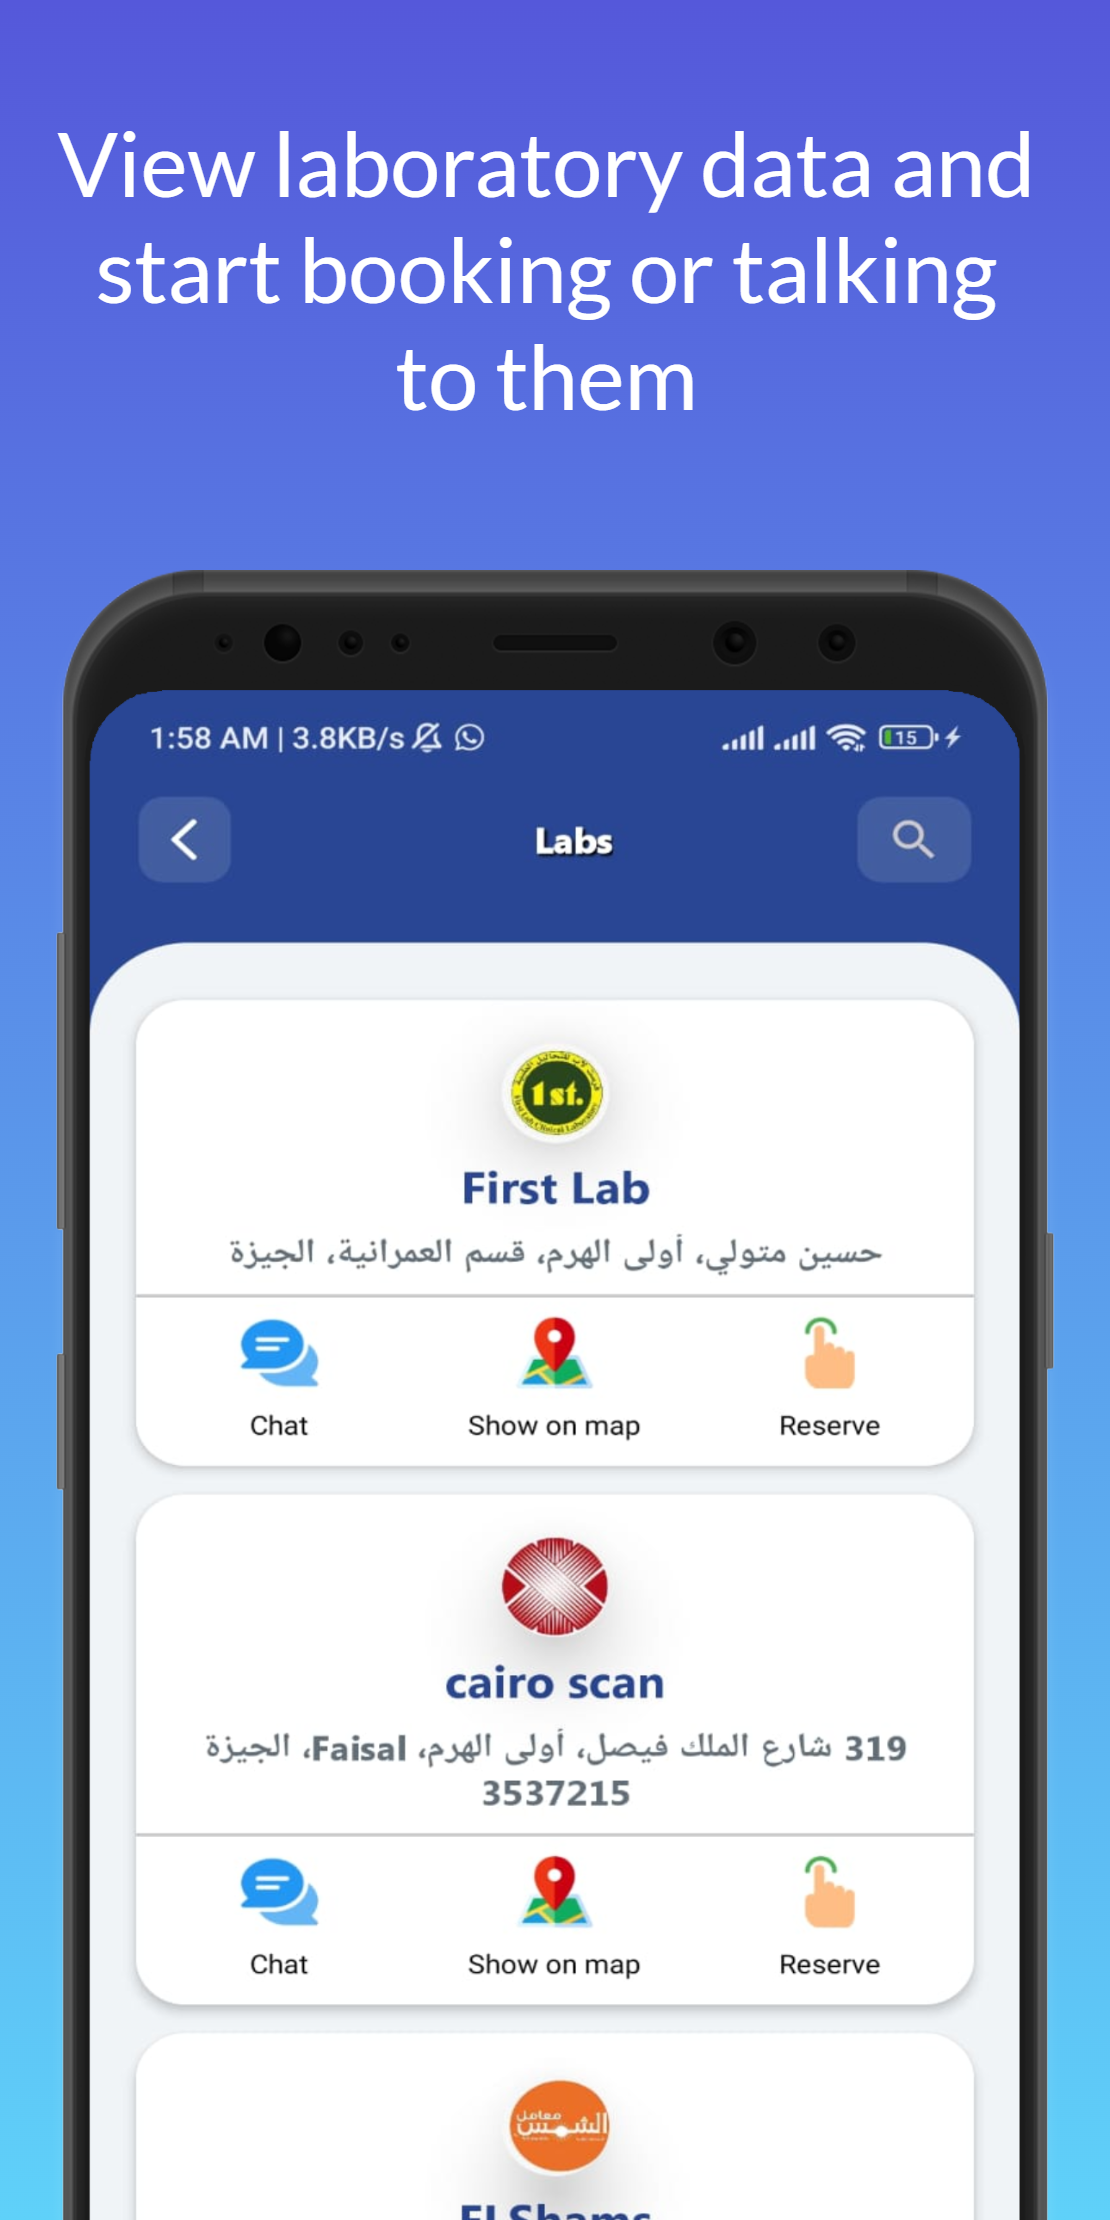 View laboratory data and
start booking or talking
to them
1:58 AM | 3.8KB/s
15
Labs
1st.
First Lab
حسين متولي، أولى الهرم، قسم العمرانية، الجيزة
Chat
Show on map
Reserve
cairo scan
319 شارع الملك فيصل، أولى الهرم، Faisal، الجيزة
3537215
Chat
Show on map
Reserve
معامل
الشمس
El Shams